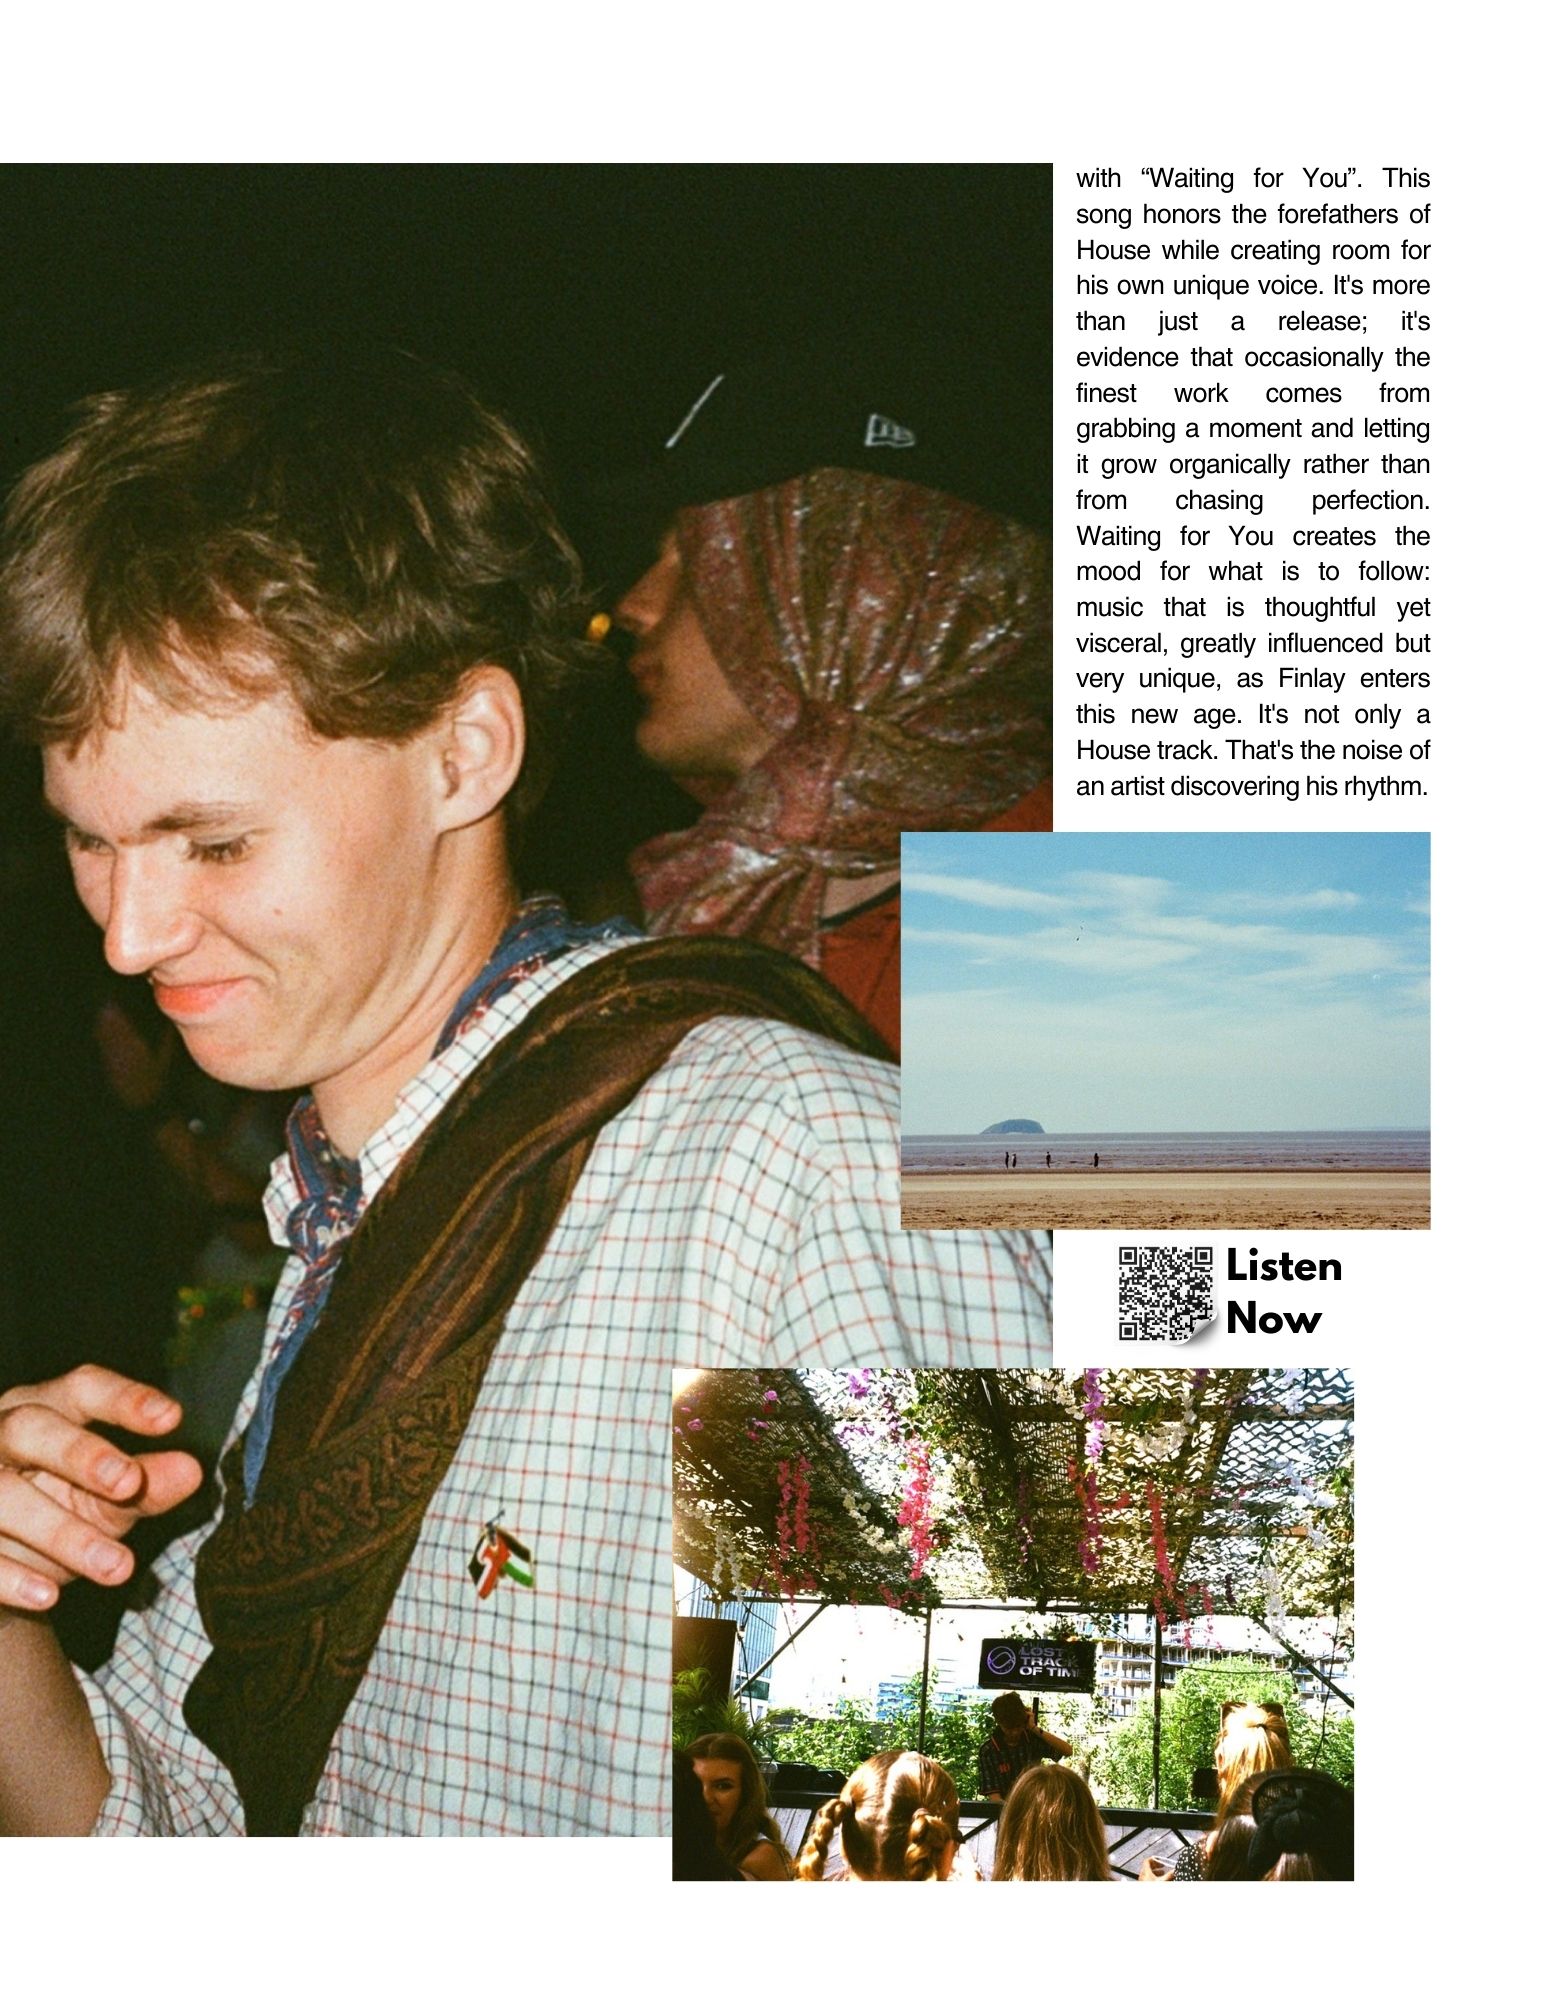 with “Waiting for You”. This
song honors the forefathers of
House while creating room for
his own unique voice. It's more
than just a release; it's
evidence that occasionally the
finest work comes from
grabbing a moment and letting
it grow organically rather than
from chasing perfection.
Waiting for You creates the
mood for what is to follow:
music that is thoughtful yet
visceral, greatly influenced but
very unique, as Finlay enters
this new age. It's not only a
House track. That's the noise of
an artist discovering his rhythm.
Listen
Now
LOST
TRACK
OF TIM